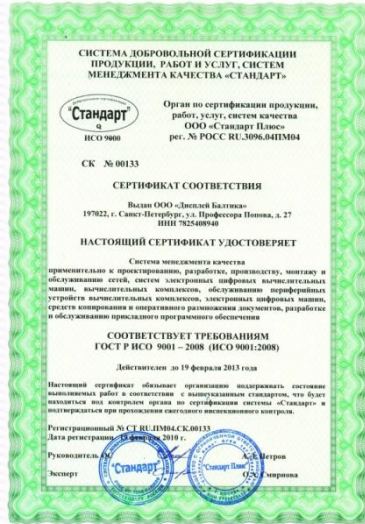 СИСТЕМА ДОБРОВОЛЬНОЙ СЕРТИФИКАЦИИ
ПРОДУКЦИИ, РАБОТ И УСЛУГ, СИСТЕМ
МЕНЕДЖМЕНТА КАЧЕСТВА «СТАНДАРТ»
"Стандарт"
Q
ИСО 9000
Орган по сертификации продукции,
работ, услуг, систем качества
ООО «Стандарт Плюс»
рег. № РОСС RU.3096.04ПМ04
СК № 00133
СЕРТИФИКАТ СООТВЕТСТВИЯ
Выдан ООО «Дисплей Балтика»
197022, г. Санкт-Петербург, ул. Профессора Попова, д. 27
ИНН 7825408940
НАСТОЯЩИЙ СЕРТИФИКАТ УДОСТОВЕРЯЕТ
Система менеджмента качества
применительно к проектированию, разработке, производству, монтажу и
обслуживанию сетей, систем электронных цифровых вычислительных
машин, вычислительных комплексов, обслуживанию периферийных
устройств вычислительных комплексов, электронных цифровых машин,
средств копирования и оперативного размножения документов, разработке
и обслуживанию прикладного программного обеспечения
СООТВЕТСТВУЕТ ТРЕБОВАНИЯМ
ГОСТ Р ИСО 9001 – 2008 (ИСО 9001:2008)
Действителен до 19 февраля 2013 года
Настоящий сертификат обязывает организацию поддерживать состояние
выполняемых работ в соответствии с вышеуказанным стандартом, что будет
находиться под контролем органа по сертификации системы «Стандарт» и
подтверждаться при прохождении ежегодного инспекционного контроля.
Регистрационный № СТ RU.ПМ04.СК.00133
Дата регистрации февраля 2010 г.
Руководитель ОС Петров
Эксперт Смирнова
"Стандарт"
"Стандарт Плюс"